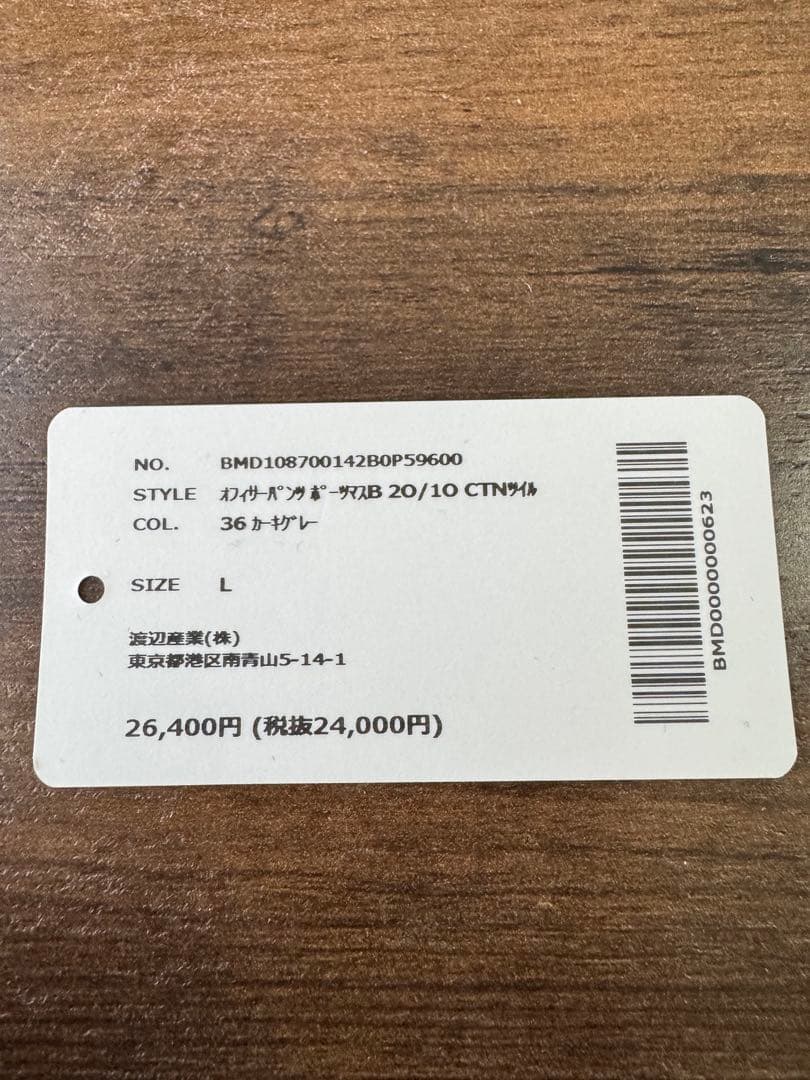 NO. BMD108700142B0P59600
STYLE ｵﾌｨｻｰﾊﾟﾝﾂ ﾎﾟｰﾂﾏｽB 20/10 CTNﾂｲﾙ
COL. 36 ｶｰｷｸﾞﾚｰ
SIZE L
渡辺産業(株)
東京都港区南青山5-14-1
26,400円 (税抜24,000円)
BMD0000000623